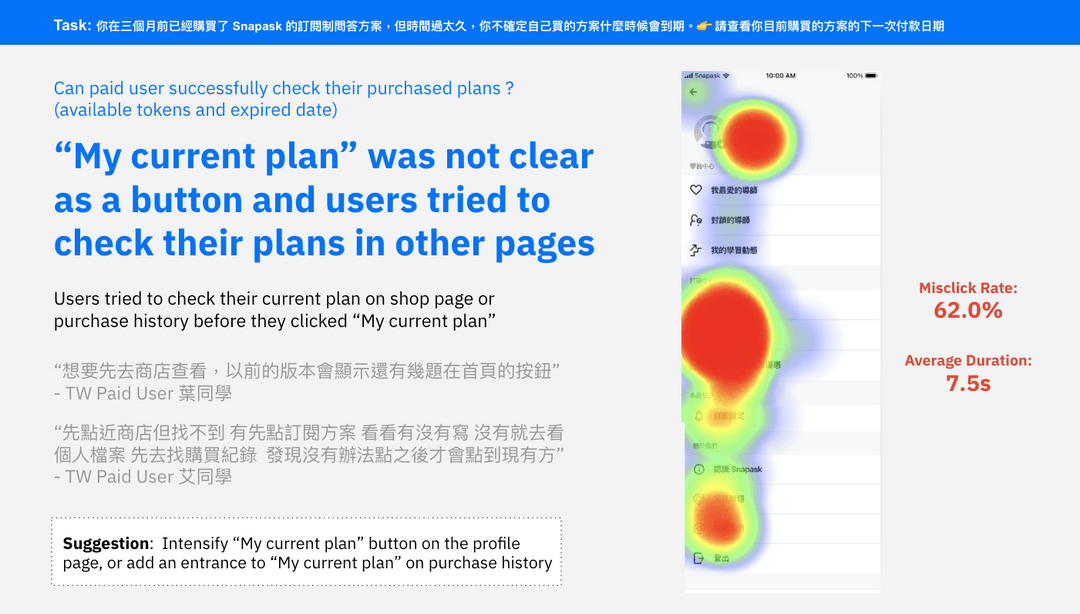 Task: 你在三個月前已經購買了 Snapask 的訂閱制問答方案，但時間過太久，你不確定自己買的方案什麼時候會到期。👉 請查看你目前購買的方案的下一次付款日期
Can paid user successfully check their purchased plans ?
(available tokens and expired date)
“My current plan” was not clear
as a button and users tried to
check their plans in other pages
Users tried to check their current plan on shop page or
purchase history before they clicked “My current plan”
“想要先去商店查看，以前的版本會顯示還有幾題在首頁的按鈕”
- TW Paid User 葉同學
“先點近商店但找不到 有先點訂閱方案 看看有沒有寫 沒有就去看
個人檔案 先去找購買紀錄  發現沒有辦法點之後才會點到現有方”
- TW Paid User 艾同學
Suggestion:  Intensify “My current plan” button on the profile
page, or add an entrance to “My current plan” on purchase history
Snapask 10:00 AM 100%
學習中心
我最愛的導師
封鎖的導師
我的學習動態
關於我們
認識 Snapask
登出
Misclick Rate:
62.0%
Average Duration:
7.5s